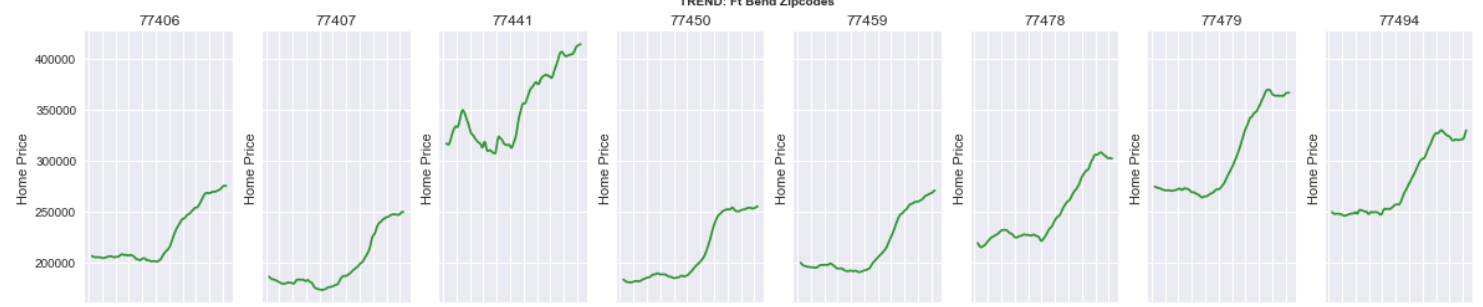 TREND: Ft Bend Zipcodes
77406 77407 77441 77450 77459 77478 77479 77494
400000
350000
300000
250000
200000
Home Price
Home Price
Home Price
Home Price
Home Price
Home Price
Home Price
Home Price